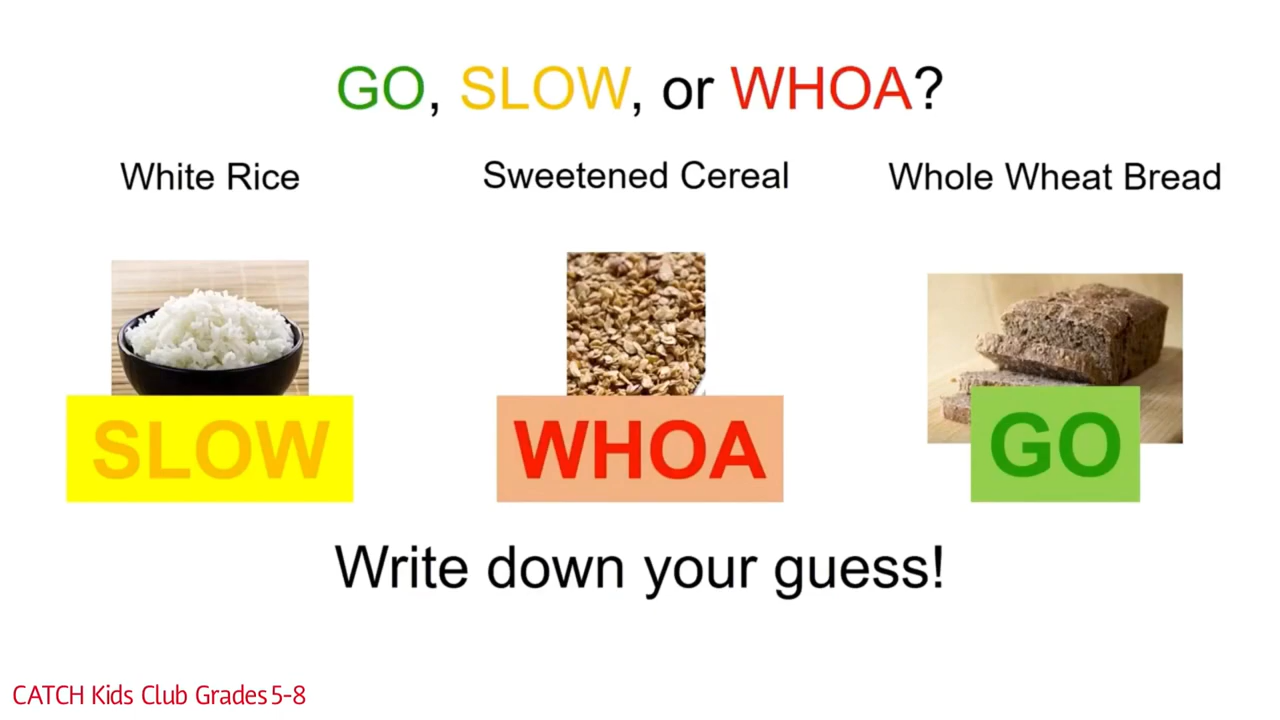 GO, SLOW, or WHOA?
White Rice
Sweetened Cereal
Whole Wheat Bread
SLOW
WHOA
GO
Write down your guess!
CATCH Kids Club Grades 5-8